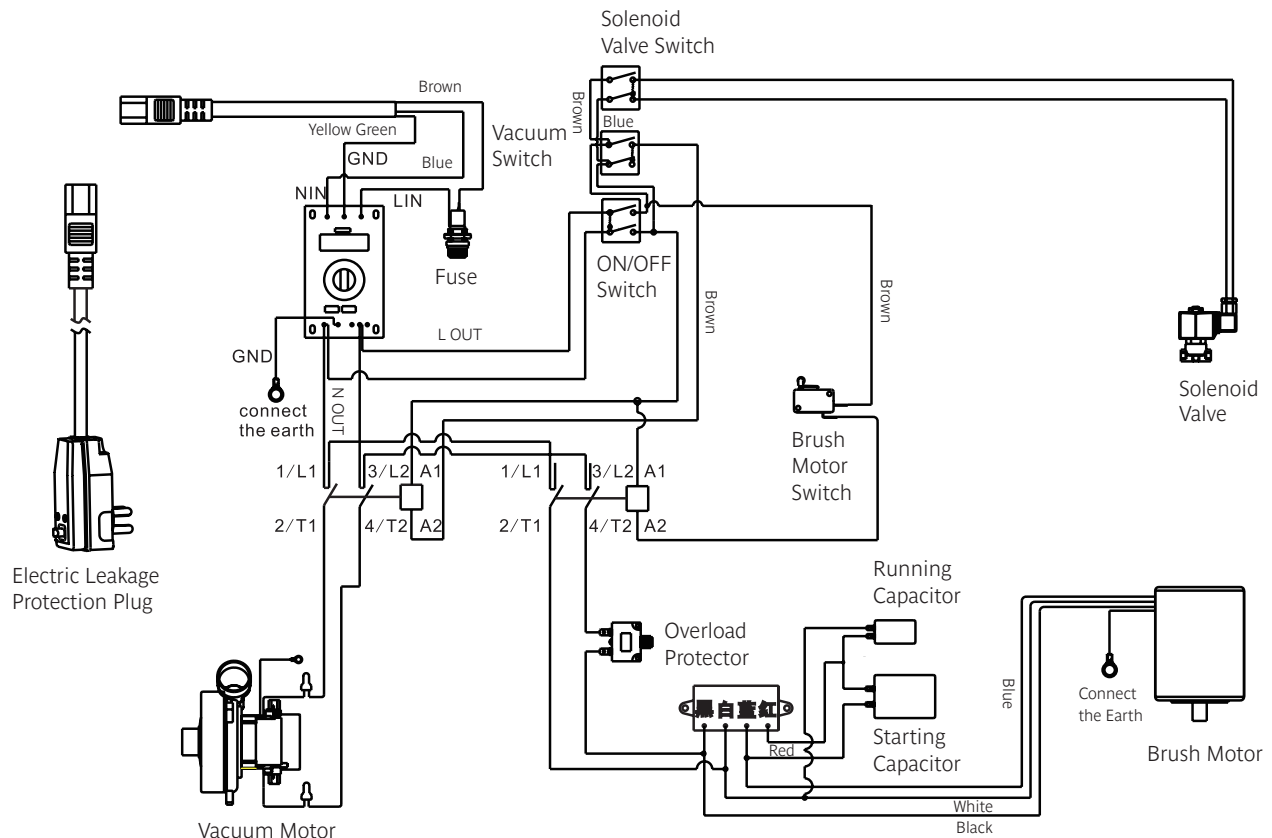 Solenoid
Valve Switch
Brown
Yellow Green
GND
Blue
Vacuum
Switch
Brown
Blue
NIN
LIN
Fuse
ON/OFF
Switch
L OUT
GND
connect
the earth
N OUT
Brown
Brown
Solenoid
Valve
Brush
Motor
Switch
1/L1
3/L2
A1
2/T1
4/T2
A2
1/L1
3/L2
A1
2/T1
4/T2
A2
Electric Leakage
Protection Plug
Running
Capacitor
Overload
Protector
黑白蓝红
Red
Starting
Capacitor
Blue
Connect
the Earth
Brush Motor
White
Black
Vacuum Motor